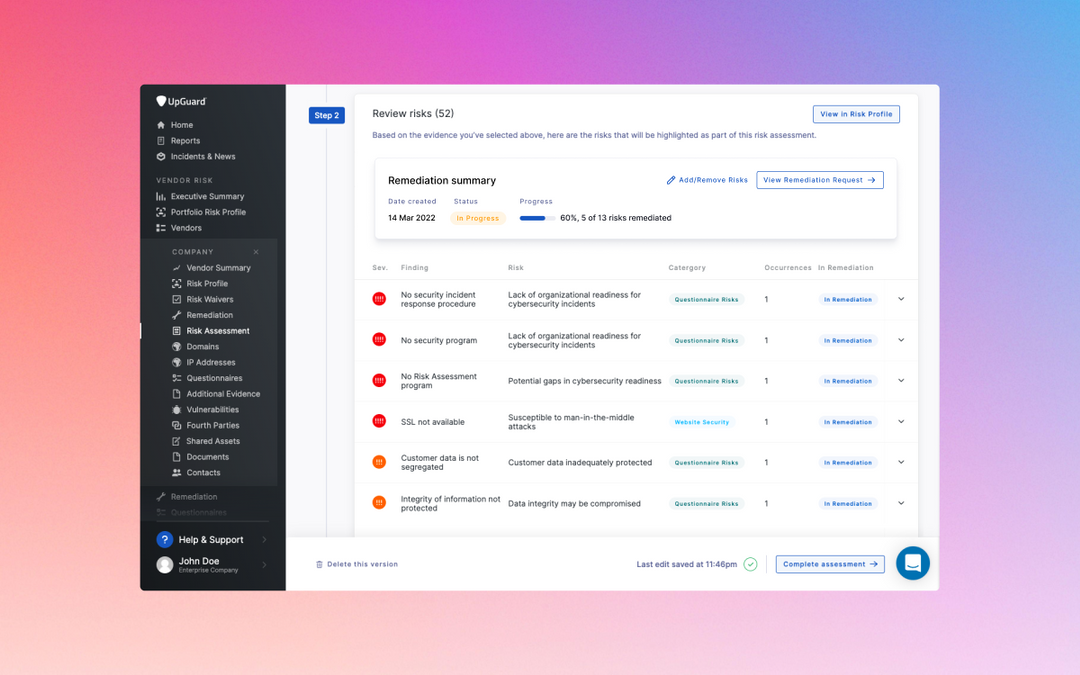 UpGuard
Home
Reports
Incidents & News
VENDOR RISK
Executive Summary
Portfolio Risk Profile
Vendors
COMPANY
Vendor Summary
Risk Profile
Risk Waivers
Remediation
Risk Assessment
Domains
IP Addresses
Questionnaires
Additional Evidence
Vulnerabilities
Fourth Parties
Shared Assets
Documents
Contacts
Remediation
Questionnaires
Help & Support
John Doe
Enterprise Company
Step 2
Review risks (52)
View in Risk Profile
Based on the evidence you've selected above, here are the risks that will be highlighted as part of this risk assessment.
Remediation summary
Add/Remove Risks
View Remediation Request
Date created Status Progress
14 Mar 2022 In Progress 60%, 5 of 13 risks remediated
Sev. Finding Risk Catergory Occurrences In Remediation
No security incident
response procedure
Lack of organizational readiness for
cybersecurity incidents
Questionnaire Risks 1 In Remediation
No security program
Lack of organizational readiness for
cybersecurity incidents
Questionnaire Risks 1 In Remediation
No Risk Assessment
program
Potential gaps in cybersecurity readiness
Questionnaire Risks 1 In Remediation
SSL not available
Susceptible to man-in-the-middle
attacks
Website Security 1 In Remediation
Customer data is not
segregated
Customer data inadequately protected
Questionnaire Risks 1 In Remediation
Integrity of information not
protected
Data integrity may be compromised
Questionnaire Risks 1 In Remediation
Delete this version
Last edit saved at 11:46pm
Complete assessment